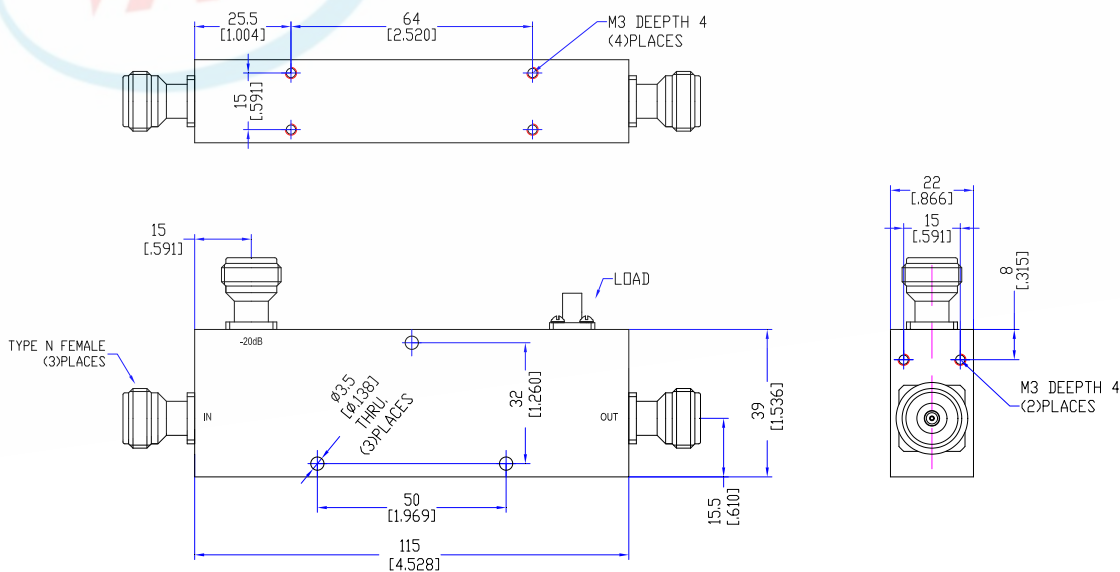 25.5
[1.004]
64
[2.520]
M3 DEEPTH 4
(4)PLACES
15
[.591]
22
[.866]
15
[.591]
8
[.315]
15
[.591]
LOAD
-20dB
TYPE N FEMALE
(3)PLACES
Ø3.5
[Ø.138]
THRU.
(3)PLACES
32
[1.260]
39
[1.536]
IN
OUT
M3 DEEPTH 4
(2)PLACES
15.5
[.610]
50
[1.969]
115
[4.528]